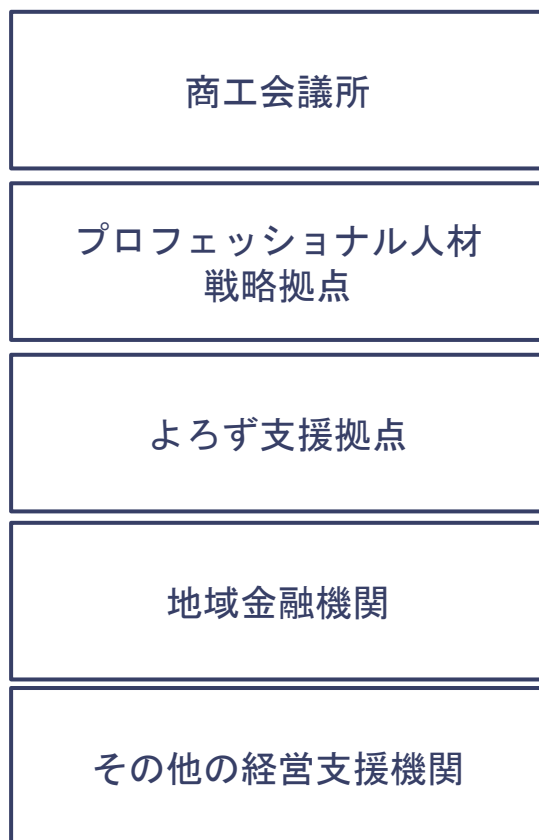 商工会議所
プロフェッショナル人材
戦略拠点
よろず支援拠点
地域金融機関
その他の経営支援機関